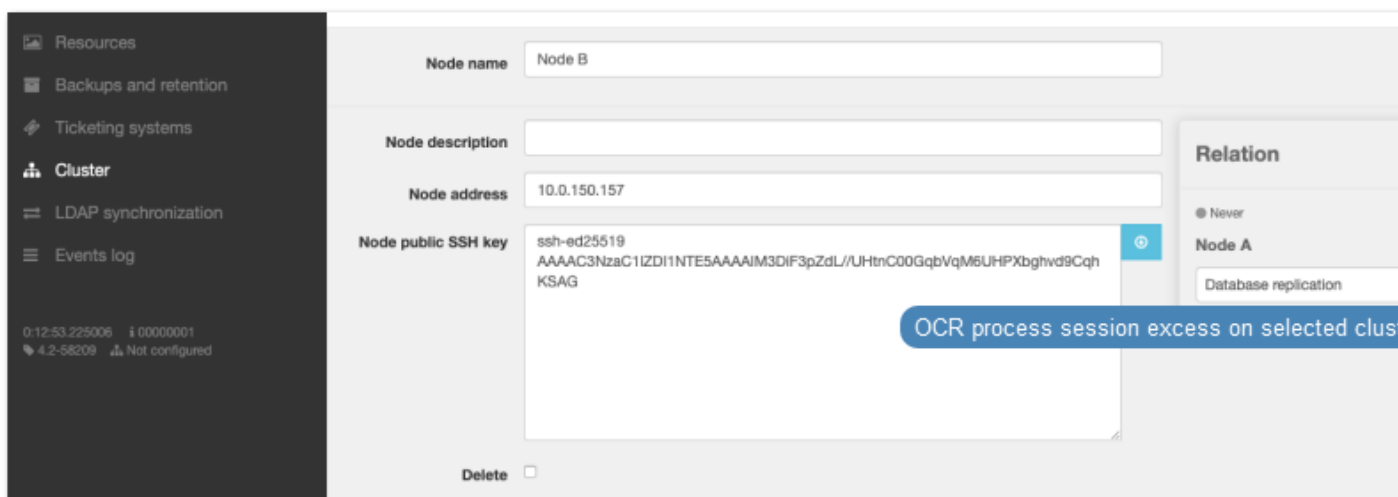 Resources
Backups and retention
Ticketing systems
Cluster
LDAP synchronization
Events log
0:12:53.225006 i 00000001
4.2-58209 Not configured
Node name
Node B
Node description
Node address
10.0.150.157
Node public SSH key
ssh-ed25519
AAAAC3NzaC1lZDI1NTE5AAAAIM3DiF3pZdL//UHtnC00GqbVqM6UHPXbghvd9Cqh
KSAG
Delete
Relation
Never
Node A
Database replication
OCR process session excess on selected clust